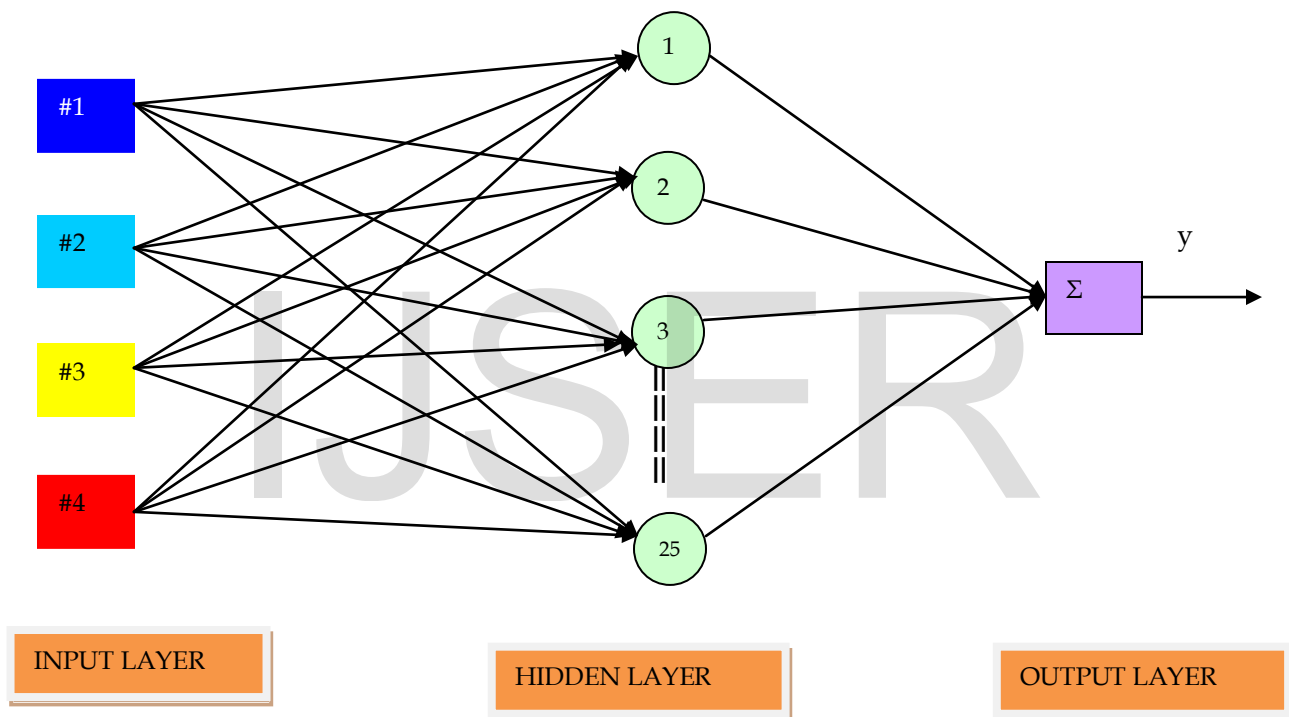 #1
#2
#3
#4
1
2
3
25
Σ
y
IJSER
INPUT LAYER
HIDDEN LAYER
OUTPUT LAYER